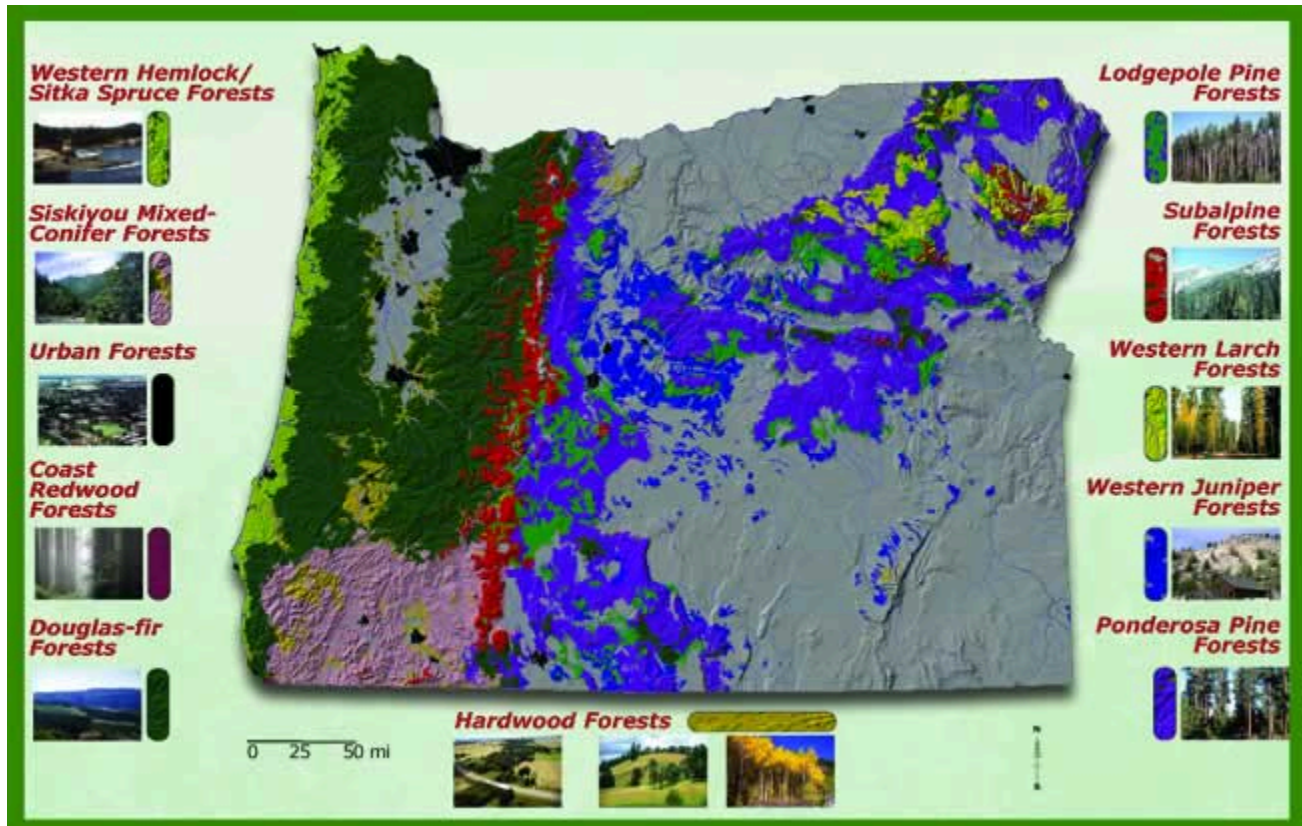 Western Hemlock/
Sitka Spruce Forests
Siskiyou Mixed-
Conifer Forests
Urban Forests
Coast
Redwood
Forests
Douglas-fir
Forests
Lodgepole Pine
Forests
Subalpine
Forests
Western Larch
Forests
Western Juniper
Forests
Ponderosa Pine
Forests
Hardwood Forests
0 25 50 mi
N